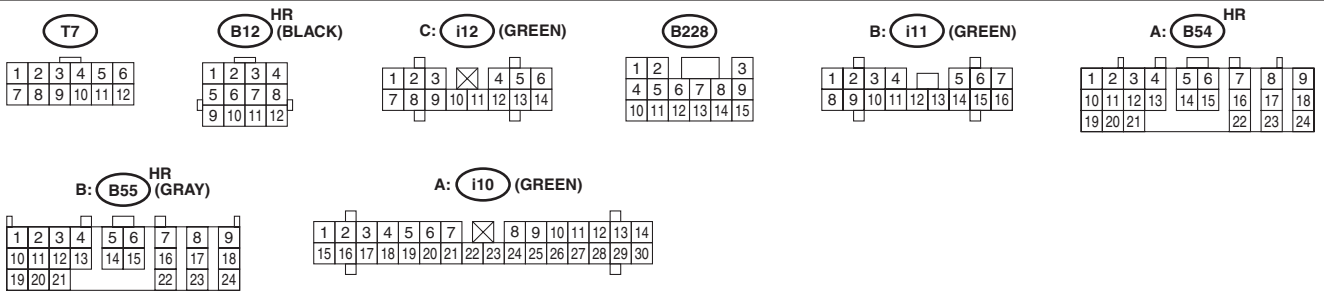 T7
1 2 3 4 5 6
7 8 9 10 11 12
HR
B12 (BLACK)
1 2 3 4
5 6 7 8
9 10 11 12
C: i12 (GREEN)
1 2 3 4 5 6
7 8 9 10 11 12 13 14
B228
1 2 3
4 5 6 7 8 9
10 11 12 13 14 15
B: i11 (GREEN)
1 2 3 4 5 6 7
8 9 10 11 12 13 14 15 16
HR
A: B54
1 2 3 4 5 6 7 8 9
10 11 12 13 14 15 16 17 18
19 20 21 22 23 24
HR
B: B55 (GRAY)
1 2 3 4 5 6 7 8 9
10 11 12 13 14 15 16 17 18
19 20 21 22 23 24
A: i10 (GREEN)
1 2 3 4 5 6 7 8 9 10 11 12 13 14
15 16 17 18 19 20 21 22 23 24 25 26 27 28 29 30